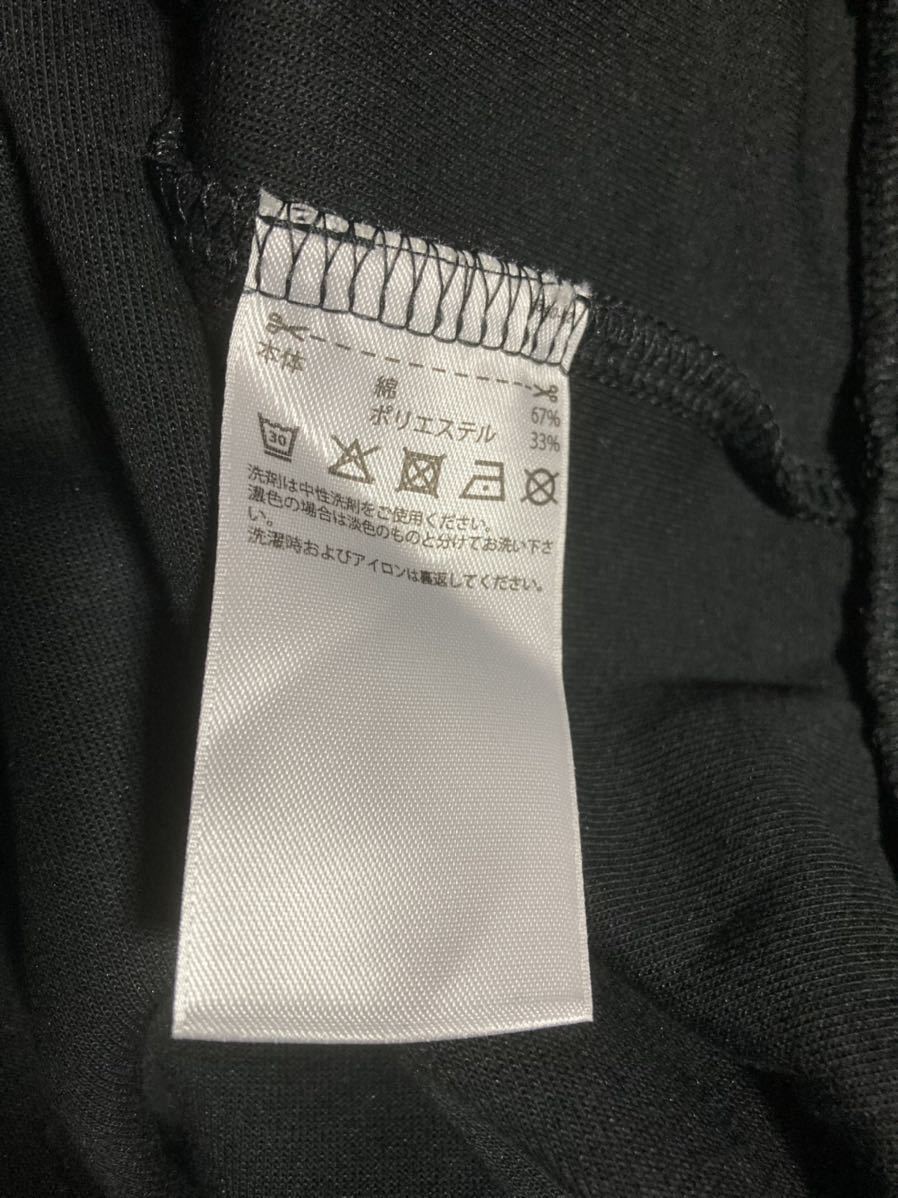 本体 綿 67%
ポリエステル 33%
30
洗剤は中性洗剤をご使用ください。
濃色の場合は淡色のものと分けてお洗い下さ
い。
洗濯時およびアイロンは裏返してください。